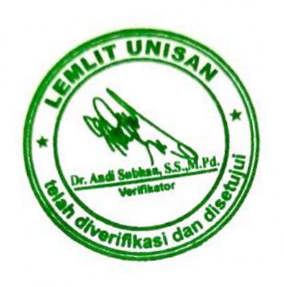 LEMLIT UNISAN
Dr. Andi Subhan, S.S.,M.Pd.
Verifikator
telah diverifikasi dan disetujui